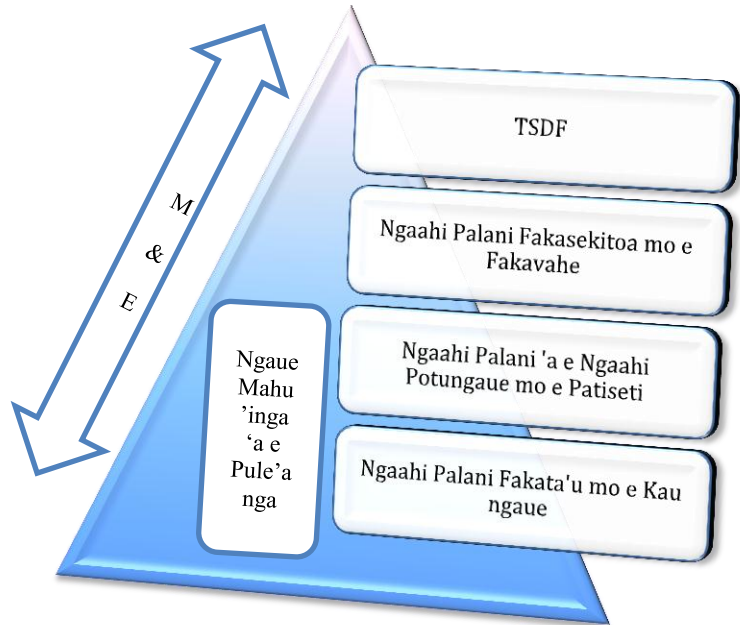 M
&
E
TSDF
Ngaahi Palani Fakasekitoa mo e
Fakavahe
Ngaahi Palani 'a e Ngaahi
Potungaue mo e Patiseti
Ngaahi Palani Fakata'u mo e Kau
ngaue
Ngaue
Mahu
’inga
‘a e
Pule’a
nga